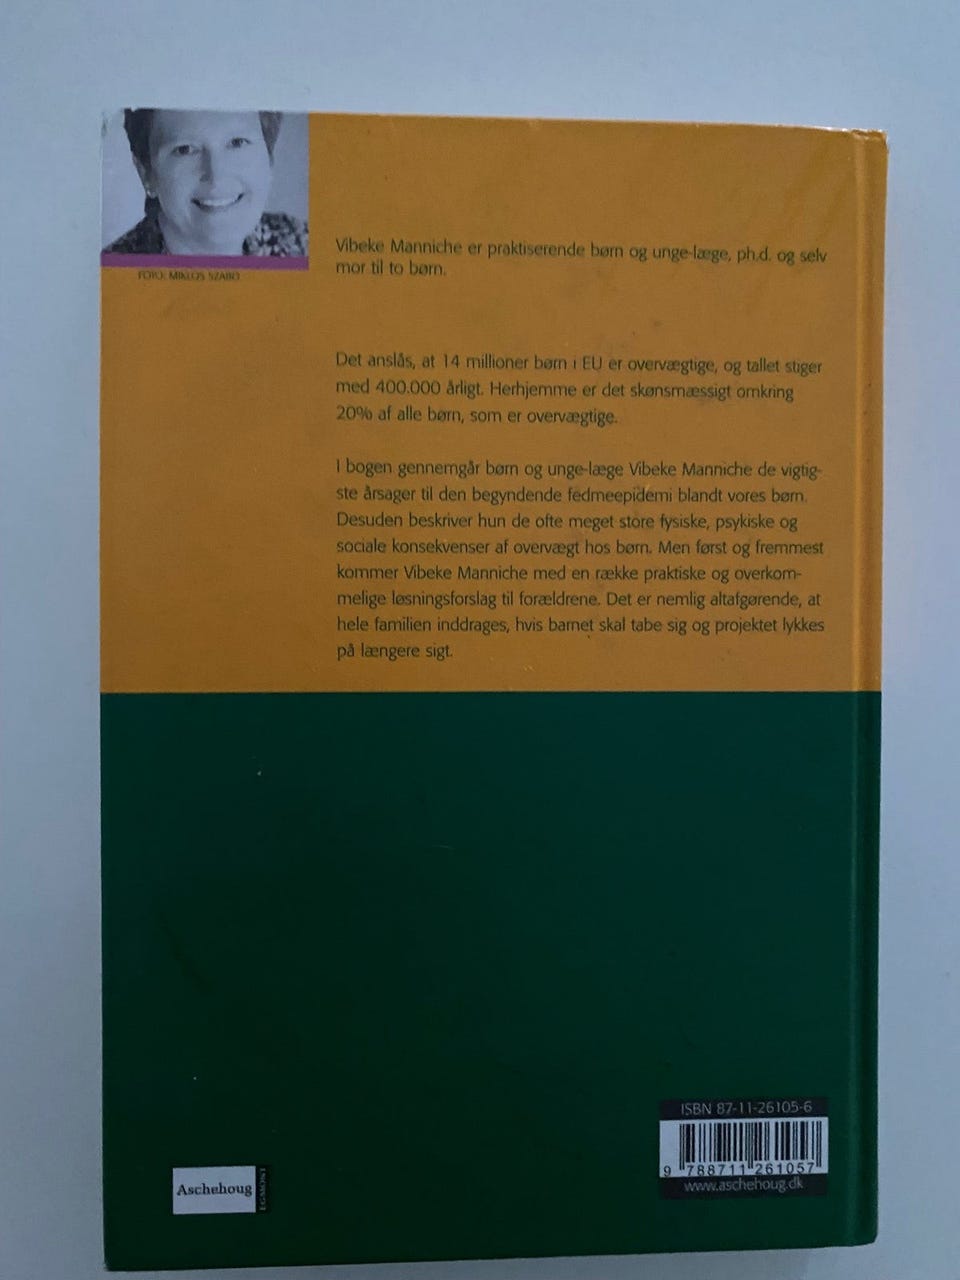 FOTO: MIKLOS SZABO
Vibeke Manniche er praktiserende børn og unge-læge, ph.d. og selv
mor til to børn.
Det anslås, at 14 millioner børn i EU er overvægtige, og tallet stiger
med 400.000 årligt. Herhjemme er det skønsmæssigt omkring
20% af alle børn, som er overvægtige.
I bogen gennemgår børn og unge-læge Vibeke Manniche de vigtig-
ste årsager til den begyndende fedmeepidemi blandt vores børn.
Desuden beskriver hun de ofte meget store fysiske, psykiske og
sociale konsekvenser af overvægt hos børn. Men først og fremmest
kommer Vibeke Manniche med en række praktiske og overkom-
melige løsningsforslag til forældrene. Det er nemlig altafgørende, at
hele familien inddrages, hvis barnet skal tabe sig og projektet lykkes
på længere sigt.
ISBN 87-11-26105-6
9 788711 261057
www.aschehoug.dk
Aschehoug
EGMONT